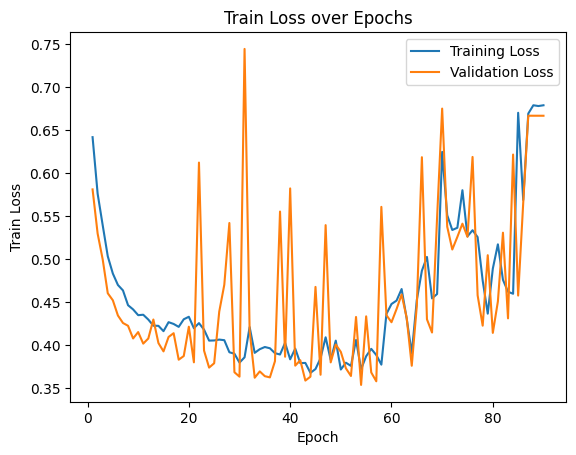 Train Loss over Epochs
Training Loss
Validation Loss
0.75
0.70
0.65
0.60
0.55
0.50
0.45
0.40
0.35
Train Loss
0 20 40 60 80
Epoch